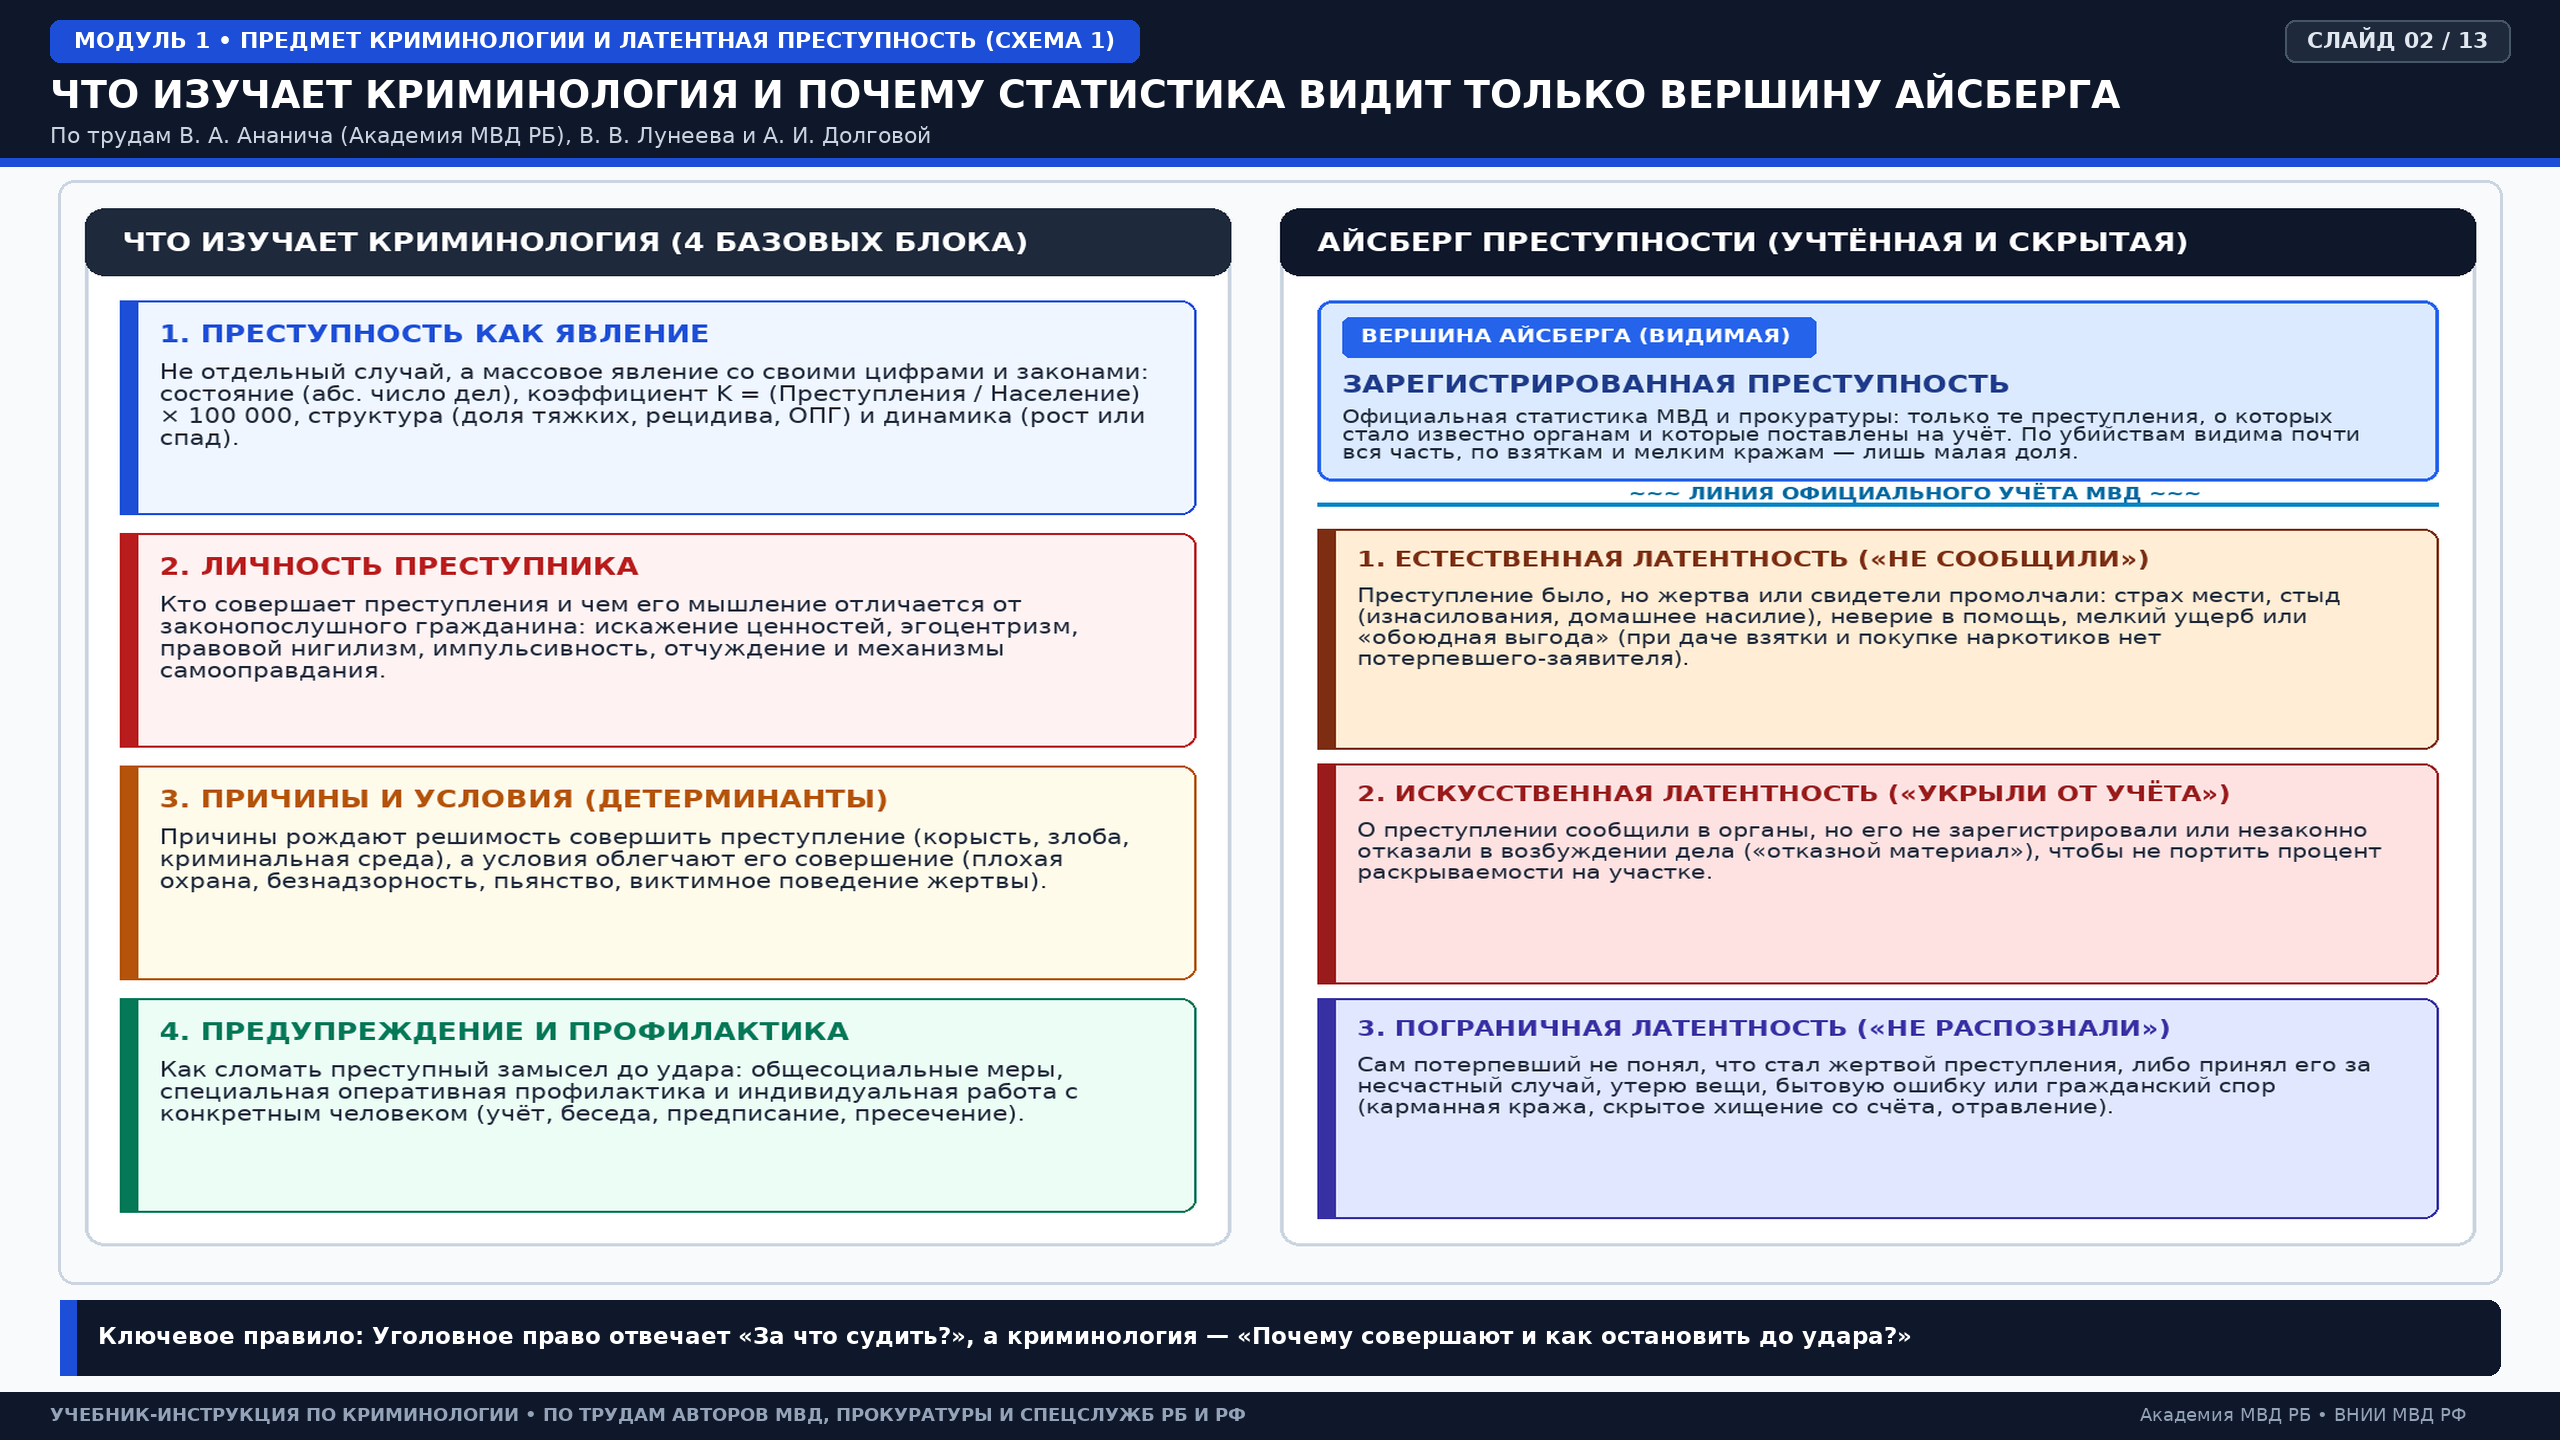 МОДУЛЬ 1 • ПРЕДМЕТ КРИМИНОЛОГИИ И ЛАТЕНТНАЯ ПРЕСТУПНОСТЬ (СХЕМА 1)
СЛАЙД 02 / 13
ЧТО ИЗУЧАЕТ КРИМИНОЛОГИЯ И ПОЧЕМУ СТАТИСТИКА ВИДИТ ТОЛЬКО ВЕРШИНУ АЙСБЕРГА
По трудам В. А. Ананича (Академия МВД РБ), В. В. Лунеева и А. И. Долговой
ЧТО ИЗУЧАЕТ КРИМИНОЛОГИЯ (4 БАЗОВЫХ БЛОКА)
1. ПРЕСТУПНОСТЬ КАК ЯВЛЕНИЕ
Не отдельный случай, а массовое явление со своими цифрами и законами:
состояние (абс. число дел), коэффициент K = (Преступления / Население)
× 100 000, структура (доля тяжких, рецидива, ОПГ) и динамика (рост или
спад).
2. ЛИЧНОСТЬ ПРЕСТУПНИКА
Кто совершает преступления и чем его мышление отличается от
законопослушного гражданина: искажение ценностей, эгоцентризм,
правовой нигилизм, импульсивность, отчуждение и механизмы
самооправдания.
3. ПРИЧИНЫ И УСЛОВИЯ (ДЕТЕРМИНАНТЫ)
Причины рождают решимость совершить преступление (корысть, злоба,
криминальная среда), а условия облегчают его совершение (плохая
охрана, безнадзорность, пьянство, виктимное поведение жертвы).
4. ПРЕДУПРЕЖДЕНИЕ И ПРОФИЛАКТИКА
Как сломать преступный замысел до удара: общесоциальные меры,
специальная оперативная профилактика и индивидуальная работа с
конкретным человеком (учёт, беседа, предписание, пресечение).
АЙСБЕРГ ПРЕСТУПНОСТИ (УЧТЁННАЯ И СКРЫТАЯ)
ВЕРШИНА АЙСБЕРГА (ВИДИМАЯ)
ЗАРЕГИСТРИРОВАННАЯ ПРЕСТУПНОСТЬ
Официальная статистика МВД и прокуратуры: только те преступления, о которых
стало известно органам и которые поставлены на учёт. По убийствам видима почти
вся часть, по взяткам и мелким кражам — лишь малая доля.
~~~ ЛИНИЯ ОФИЦИАЛЬНОГО УЧЁТА МВД ~~~
1. ЕСТЕСТВЕННАЯ ЛАТЕНТНОСТЬ («НЕ СООБЩИЛИ»)
Преступление было, но жертва или свидетели промолчали: страх мести, стыд
(изнасилования, домашнее насилие), неверие в помощь, мелкий ущерб или
«обоюдная выгода» (при даче взятки и покупке наркотиков нет
потерпевшего-заявителя).
2. ИСКУССТВЕННАЯ ЛАТЕНТНОСТЬ («УКРЫЛИ ОТ УЧЁТА»)
О преступлении сообщили в органы, но его не зарегистрировали или незаконно
отказали в возбуждении дела («отказной материал»), чтобы не портить процент
раскрываемости на участке.
3. ПОГРАНИЧНАЯ ЛАТЕНТНОСТЬ («НЕ РАСПОЗНАЛИ»)
Сам потерпевший не понял, что стал жертвой преступления, либо принял его за
несчастный случай, утерю вещи, бытовую ошибку или гражданский спор
(карманная кража, скрытое хищение со счёта, отравление).
Ключевое правило: Уголовное право отвечает «За что судить?», а криминология — «Почему совершают и как остановить до удара?»
УЧЕБНИК-ИНСТРУКЦИЯ ПО КРИМИНОЛОГИИ • ПО ТРУДАМ АВТОРОВ МВД, ПРОКУРАТУРЫ И СПЕЦСЛУЖБ РБ И РФ
Академия МВД РБ • ВНИИ МВД РФ